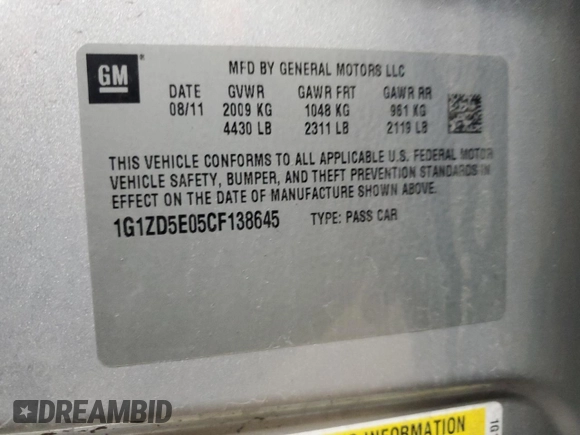 GM
MFD BY GENERAL MOTORS LLC
DATE GVWR GAWR FRT GAWR RR
08/11 2009 KG 1048 KG 961 KG
4430 LB 2311 LB 2119 LB
THIS VEHICLE CONFORMS TO ALL APPLICABLE U.S. FEDERAL MOTOR
VEHICLE SAFETY, BUMPER, AND THEFT PREVENTION STANDARDS IN
EFFECT ON THE DATE OF MANUFACTURE SHOWN ABOVE.
1G1ZD5E05CF138645 TYPE: PASS CAR
INFORMATION
DREAMBID